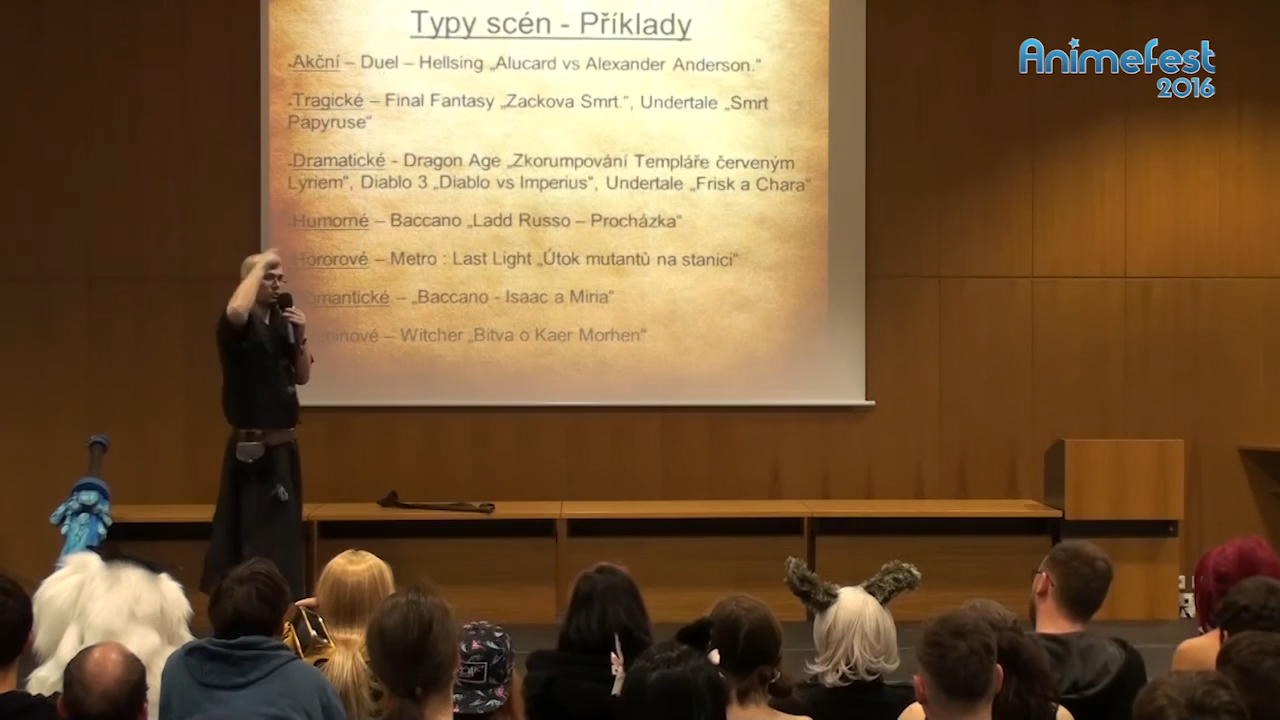 Typy scén - Příklady
Akční – Duel – Hellsing „Alucard vs Alexander Anderson.“
Tragické – Final Fantasy „Zackova Smrt.“, Undertale „Smrt
Papyruse“
Dramatické - Dragon Age „Zkorumpování Templáře červeným
Lyriem“, Diablo 3 „Diablo vs Imperius“, Undertale „Frisk a Chara“
Humorné – Baccano „Ladd Russo – Procházka“
Hororové – Metro : Last Light „Útok mutantů na stanici“
– „Baccano - Isaac a Miria“
– Witcher „Bitva o Kaer Morhen“
Animefest
2016